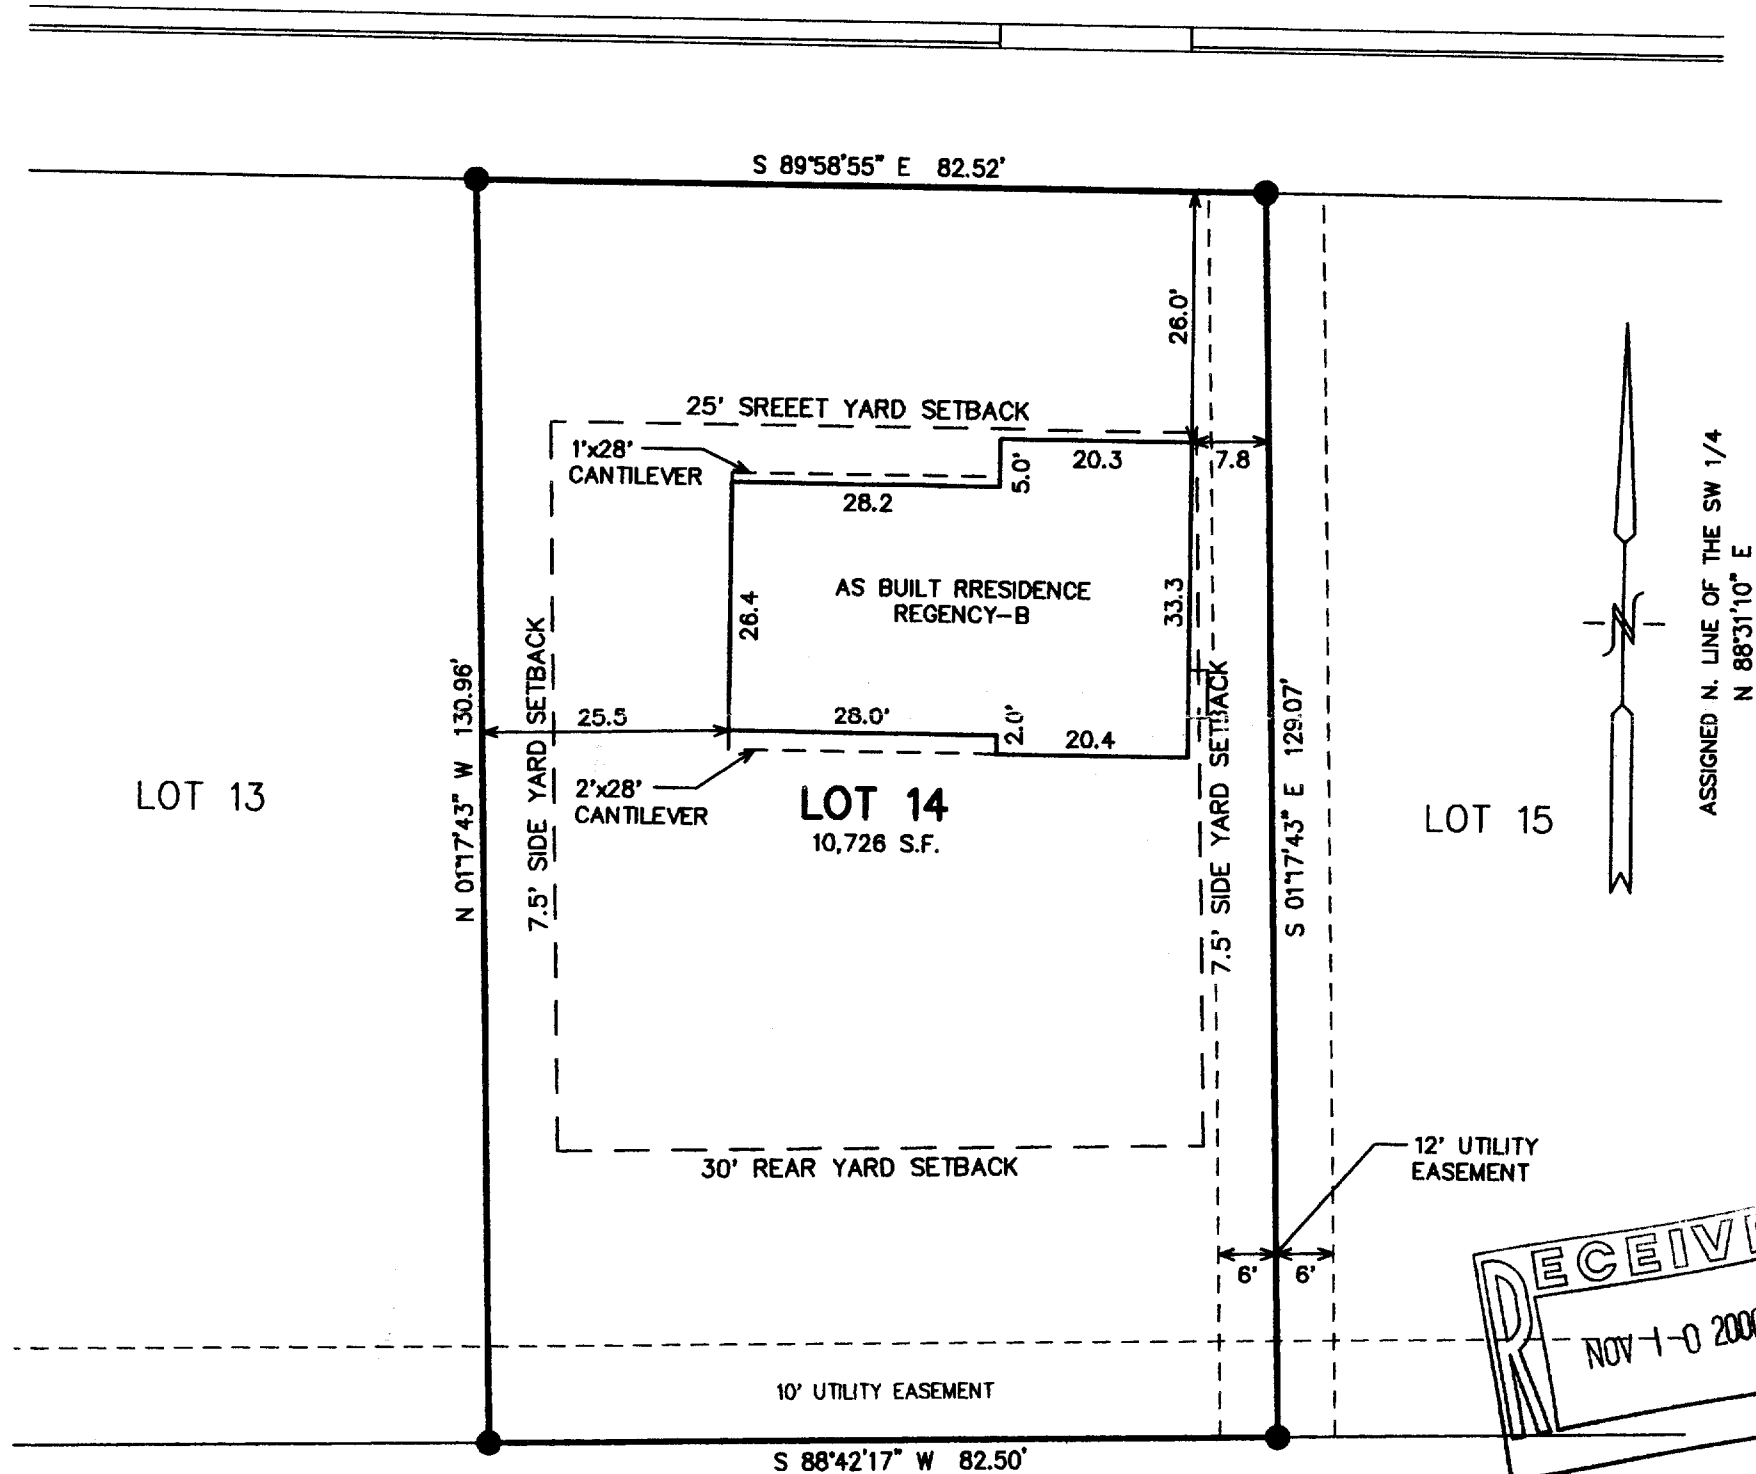 S 89°58'55" E 82.52'
26.0'
25' SREEET YARD SETBACK
1'x28'
CANTILEVER
28.2
5.0'
20.3
7.8
AS BUILT RRESIDENCE
REGENCY-B
26.4
33.3
25.5
28.0'
2.0'
20.4
2'x28'
CANTILEVER
7.5' SIDE YARD SETBACK
7.5' SIDE YARD SETBACK
N 01°17'43" W 130.96'
S 01°17'43" E 129.07'
LOT 13
LOT 14
10,726 S.F.
LOT 15
N
ASSIGNED N. LINE OF THE SW 1/4
N 88°31'10" E
30' REAR YARD SETBACK
12' UTILITY
EASEMENT
6'
6'
10' UTILITY EASEMENT
S 88°42'17" W 82.50'
RECEIV
NOV 10 200